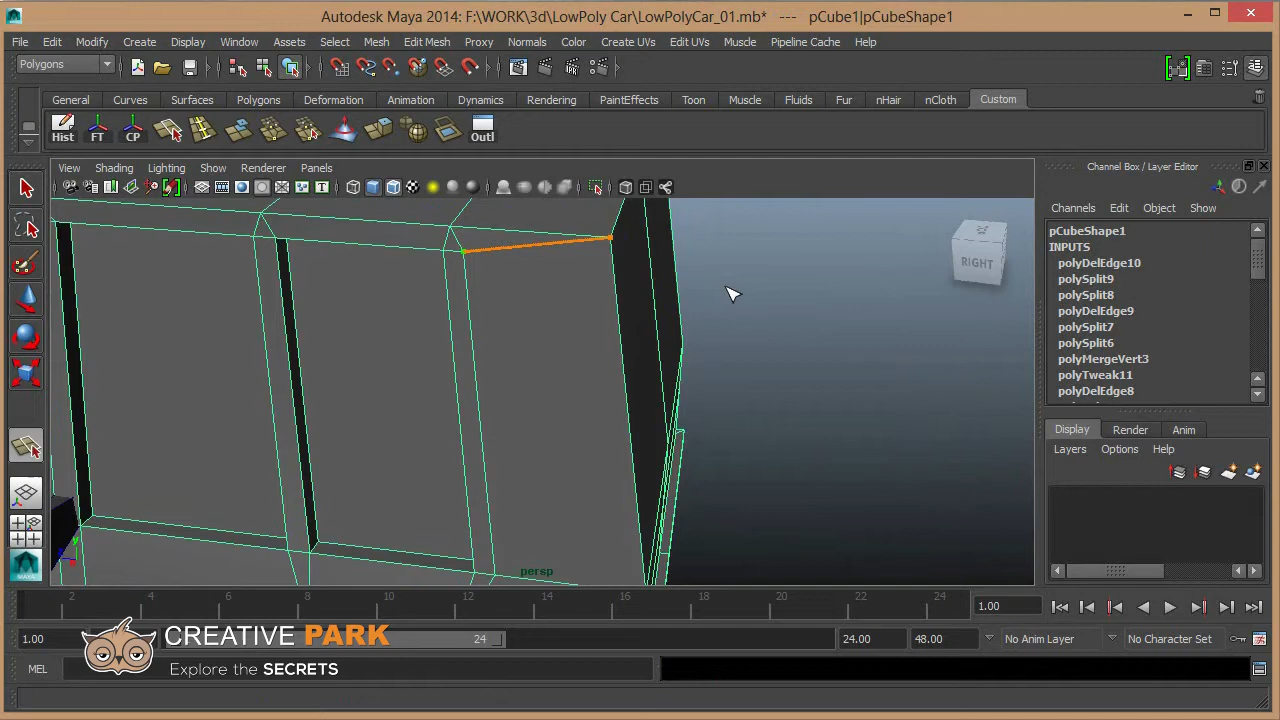 Autodesk Maya 2014: F:\WORK\3d\LowPoly Car\LowPolyCar_01.mb* --- pCube1|pCubeShape1
File Edit Modify Create Display Window Assets Select Mesh Edit Mesh Proxy Normals Color Create UVs Edit UVs Muscle Pipeline Cache Help
Polygons
General Curves Surfaces Polygons Deformation Animation Dynamics Rendering PaintEffects Toon Muscle Fluids Fur nHair nCloth Custom
Hist FT CP Outl
View Shading Lighting Show Renderer Panels
Channel Box / Layer Editor
Channels Edit Object Show
pCubeShape1
INPUTS
polyDelEdge10
polySplit9
polySplit8
polyDelEdge9
polySplit7
polySplit6
polyMergeVert3
polyTweak11
polyDelEdge8
RIGHT
Display Render Anim
Layers Options Help
persp
y
MAYA
2 4 6 8 10 12 14 16 18 20 22 24
1.00
1.00 24 24.00 48.00 No Anim Layer No Character Set
CREATIVE PARK
Explore the SECRETS
MEL